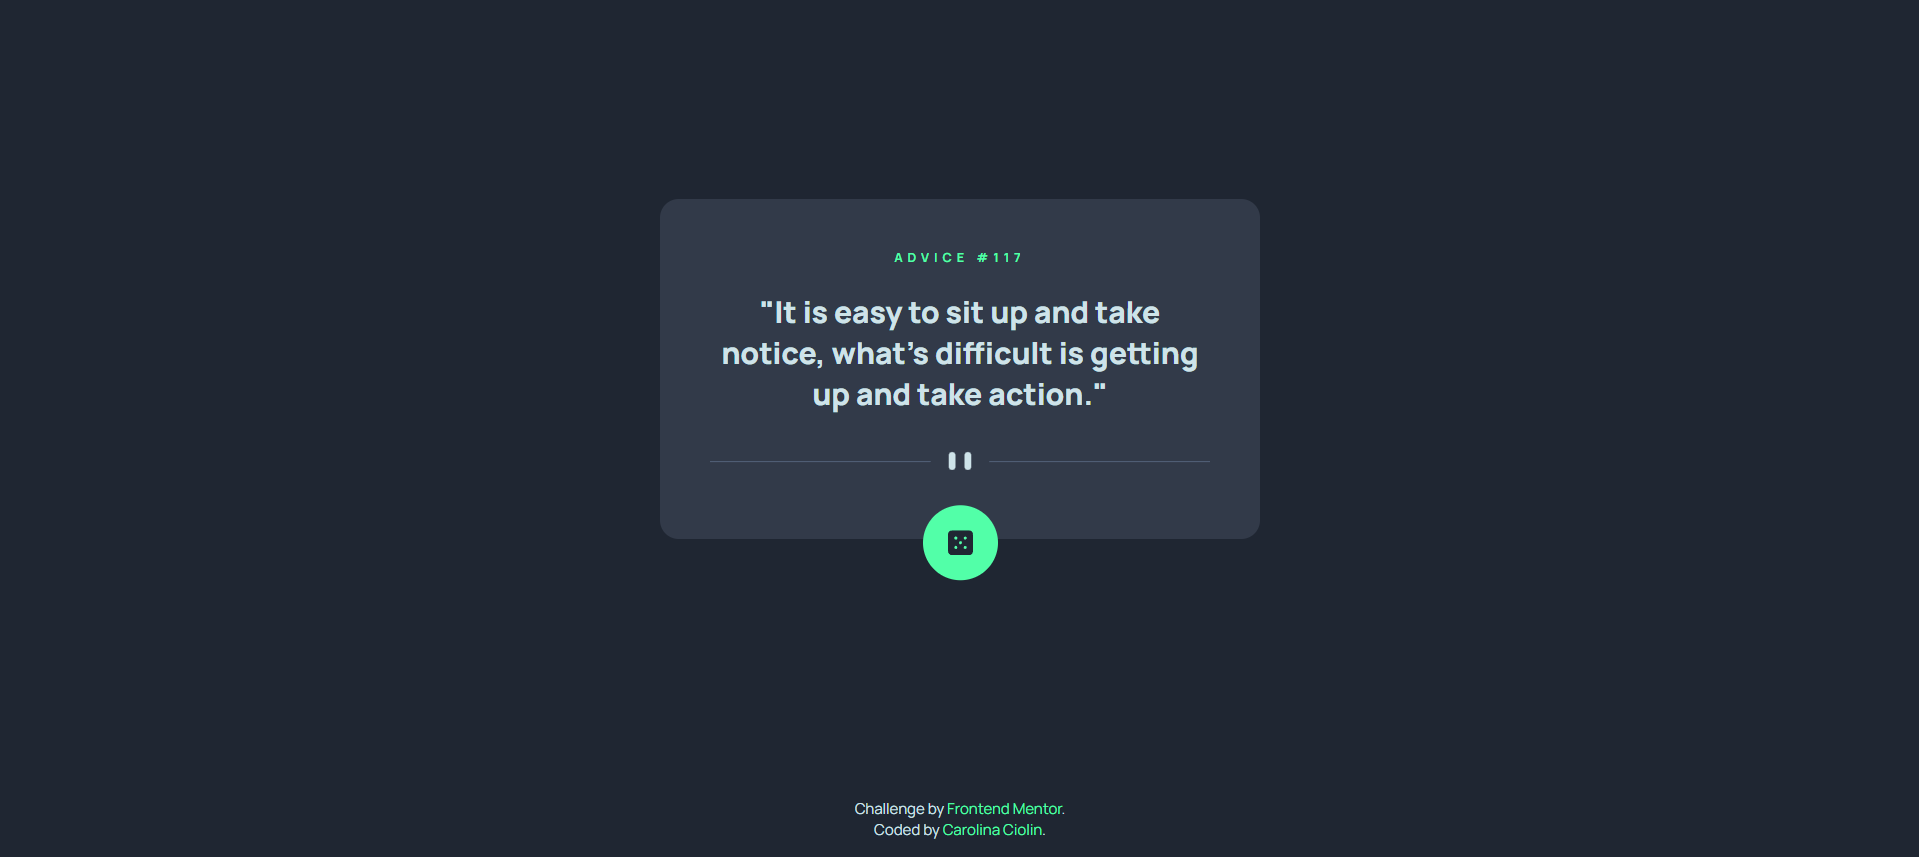 ADVICE #117
"It is easy to sit up and take
notice, what's difficult is getting
up and take action."
Challenge by Frontend Mentor.
Coded by Carolina Ciolin.